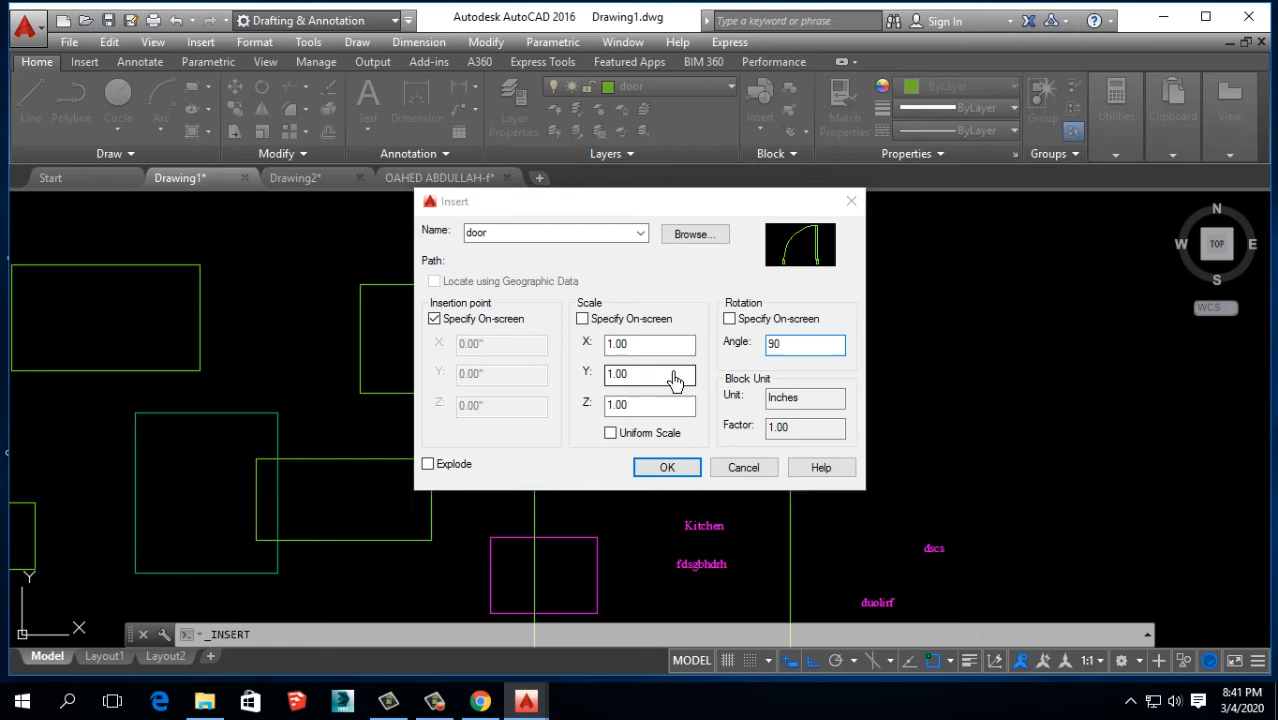 Drafting & Annotation
Autodesk AutoCAD 2016 Drawing1.dwg
Type a keyword or phrase
Sign In
File Edit View Insert Format Tools Draw Dimension Modify Parametric Window Help Express
Home Insert Annotate Parametric View Manage Output Add-ins A360 Express Tools Featured Apps BIM 360 Performance
door
ByLayer
ByLayer
ByLayer
Line Polyline Circle Arc
Text Dimension
Layer Properties
Insert
Match Properties
Group
Utilities Clipboard View
Draw Modify Annotation Layers Block Properties Groups
Start Drawing1* Drawing2* OAHED ABDULLAH-f*
Insert
Name: door Browse...
Path:
Locate using Geographic Data
Insertion point Scale Rotation
Specify On-screen Specify On-screen Specify On-screen
X: 0.00" X: 1.00 Angle: 90
Y: 0.00" Y: 1.00
Block Unit
Z: 0.00" Z: 1.00 Unit: Inches
Factor: 1.00
Uniform Scale
Explode OK Cancel Help
N
W TOP E
S
WCS
Kitchen
dscs
fdsgbhdrh
duolirf
Y
X
_INSERT
Model Layout1 Layout2
MODEL 1:1
8:41 PM
3/4/2020